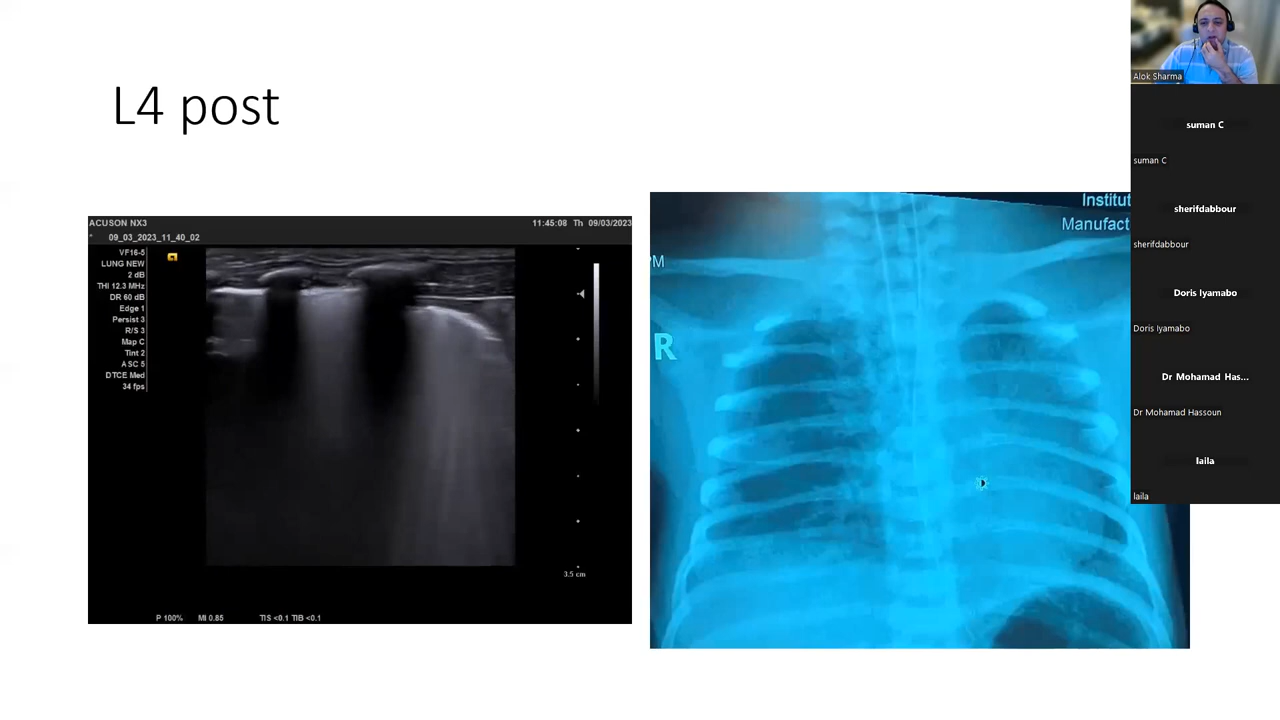 L4 post
ACUSON NX3
11:45:08 Th 09/03/2023
09_03_2023_11_40_02
VF16-5
LUNG NEW
2 dB
THI 12.3 MHz
DR 60 dB
Edge 1
Persist 3
R/S 3
Map C
Tint 2
ASC 5
DTCE Med
34 fps
3.5 cm
P 100% MI 0.85 TIS <0.1 TIB <0.1
Institut
Manufact
PM
R
Alok Sharma
suman C
suman C
sherifdabbour
sherifdabbour
Doris Iyamabo
Doris Iyamabo
Dr Mohamad Has...
Dr Mohamad Hassoun
laila
laila